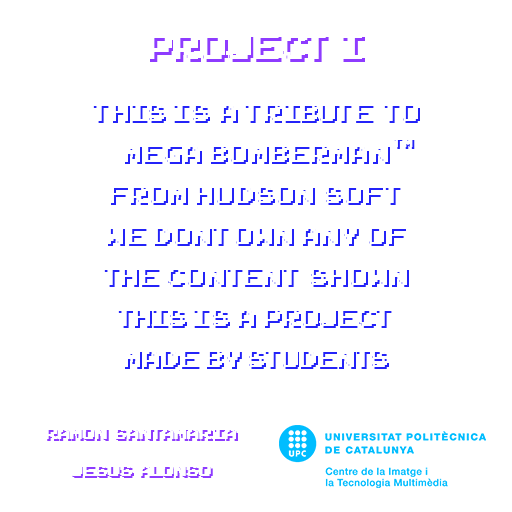 PROJECT I
THIS IS A TRIBUTE TO
MEGA BOMBERMAN™
FROM HUDSON SOFT
WE DONT OWN ANY OF
THE CONTENT SHOWN
THIS IS A PROJECT
MADE BY STUDENTS
RAMON SANTAMARIA
JESUS ALONSO
UPC
UNIVERSITAT POLITÈCNICA
DE CATALUNYA
Centre de la Imatge i
la Tecnologia Multimèdia